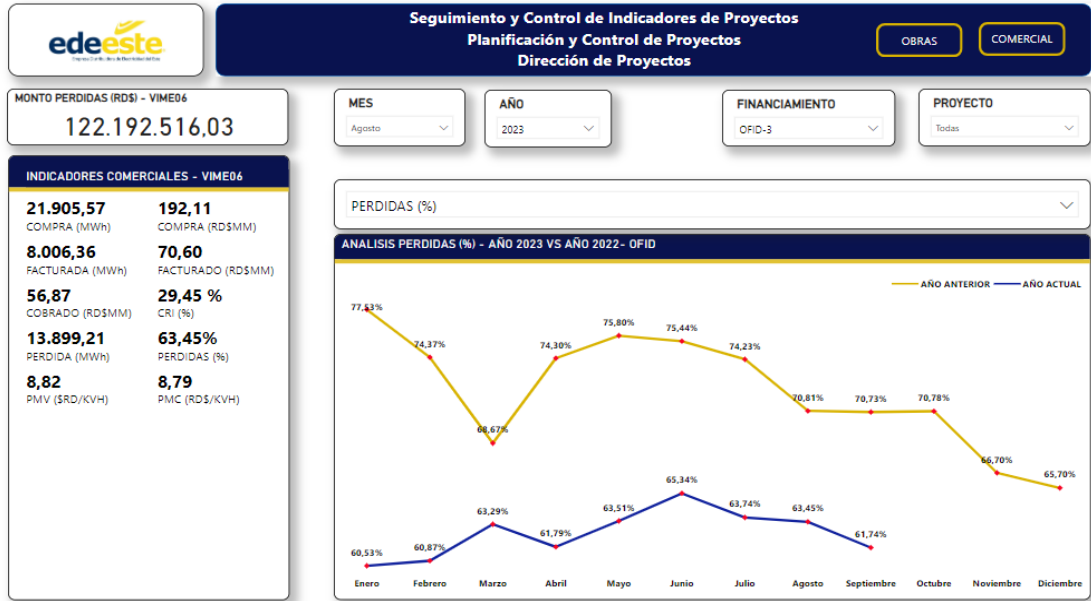 edeeste
Empresa Distribuidora de Electricidad del Este
Seguimiento y Control de Indicadores de Proyectos
Planificación y Control de Proyectos
Dirección de Proyectos
OBRAS
COMERCIAL
MONTO PERDIDAS (RD$) - VIME06
122.192.516,03
MES
Agosto
AÑO
2023
FINANCIAMIENTO
OFID-3
PROYECTO
Todas
INDICADORES COMERCIALES - VIME06
21.905,57 192,11
COMPRA (MWh) COMPRA (RD$MM)
8.006,36 70,60
FACTURADA (MWh) FACTURADO (RD$MM)
56,87 29,45 %
COBRADO (RD$MM) CRI (%)
13.899,21 63,45%
PERDIDA (MWh) PERDIDAS (%)
8,82 8,79
PMV ($RD/KVH) PMC (RD$/KVH)
PERDIDAS (%)
ANALISIS PERDIDAS (%) - AÑO 2023 VS AÑO 2022- OFID
AÑO ANTERIOR AÑO ACTUAL
77,53% 74,37% 68,67% 74,30% 75,80% 75,44% 74,23% 70,81% 70,73% 70,78% 66,70% 65,70%
60,53% 60,87% 63,29% 61,79% 63,51% 65,34% 63,74% 63,45% 61,74%
Enero Febrero Marzo Abril Mayo Junio Julio Agosto Septiembre Octubre Noviembre Diciembre